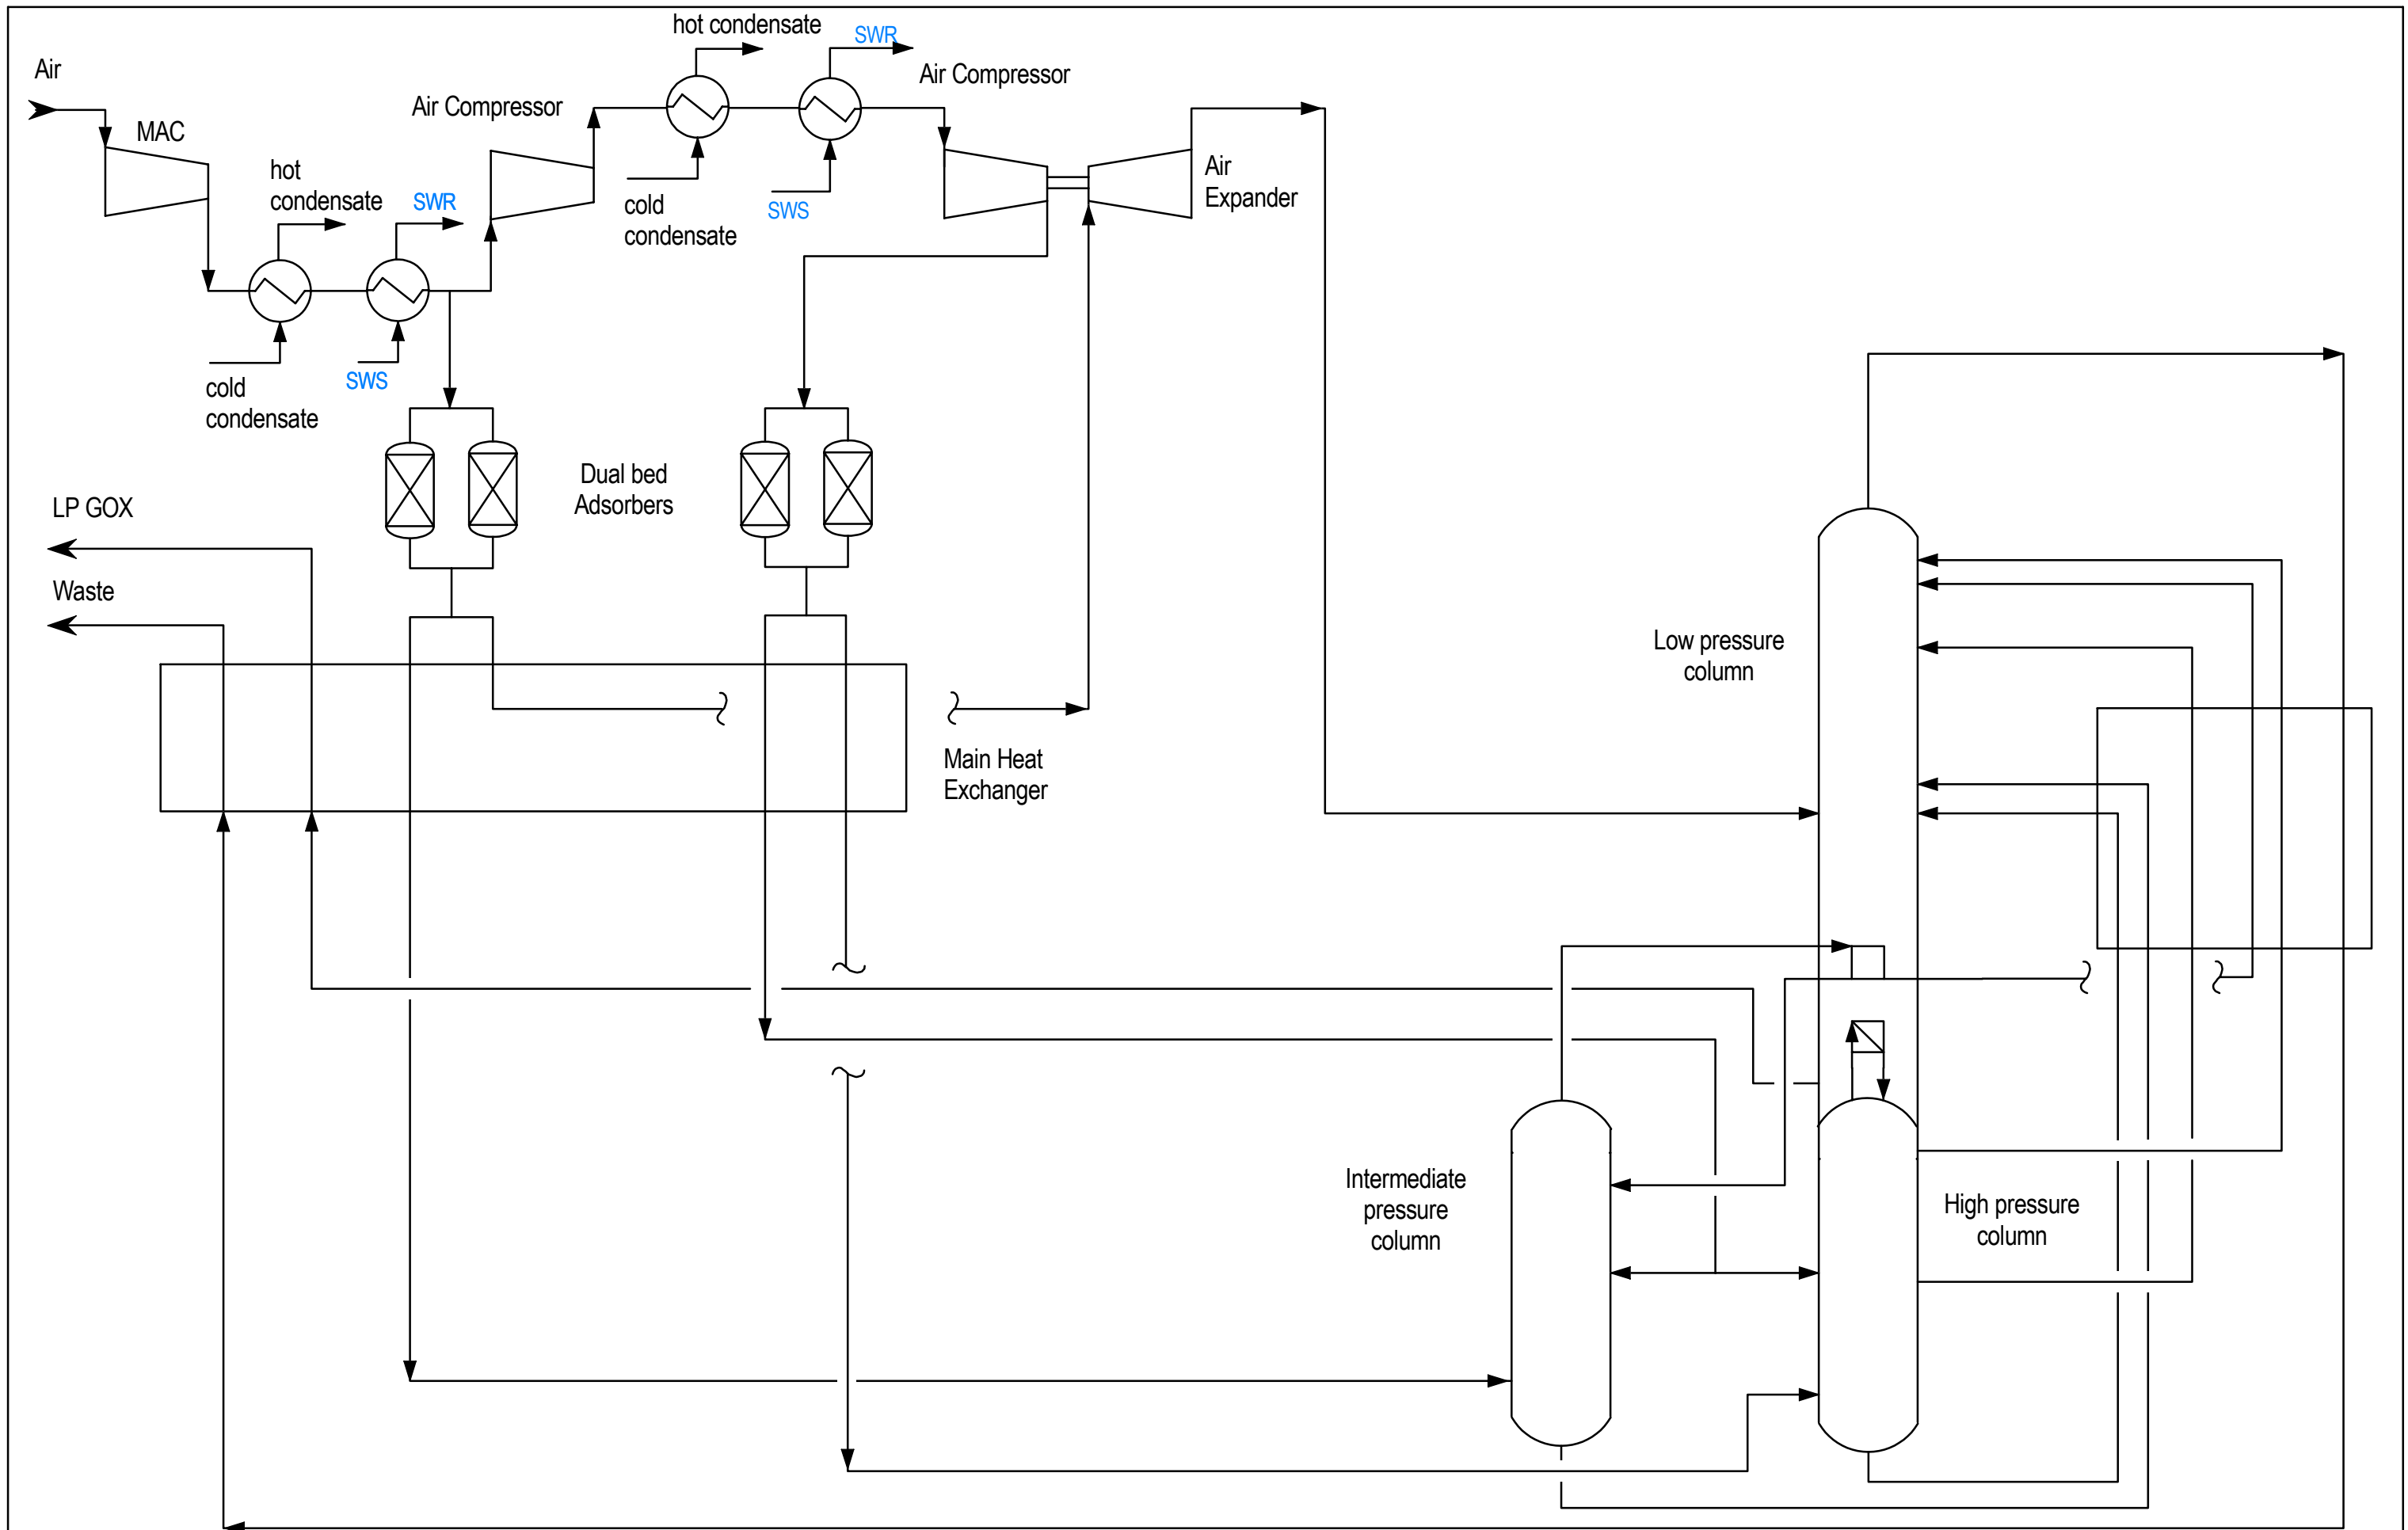 hot condensate
SWR
Air
Air Compressor
Air Compressor
MAC
hot
condensate
SWR
Air
Expander
cold
condensate
SWS
SWS
cold
condensate
Dual bed
Adsorbers
LP GOX
Waste
Low pressure
column
Main Heat
Exchanger
Intermediate
pressure
column
High pressure
column